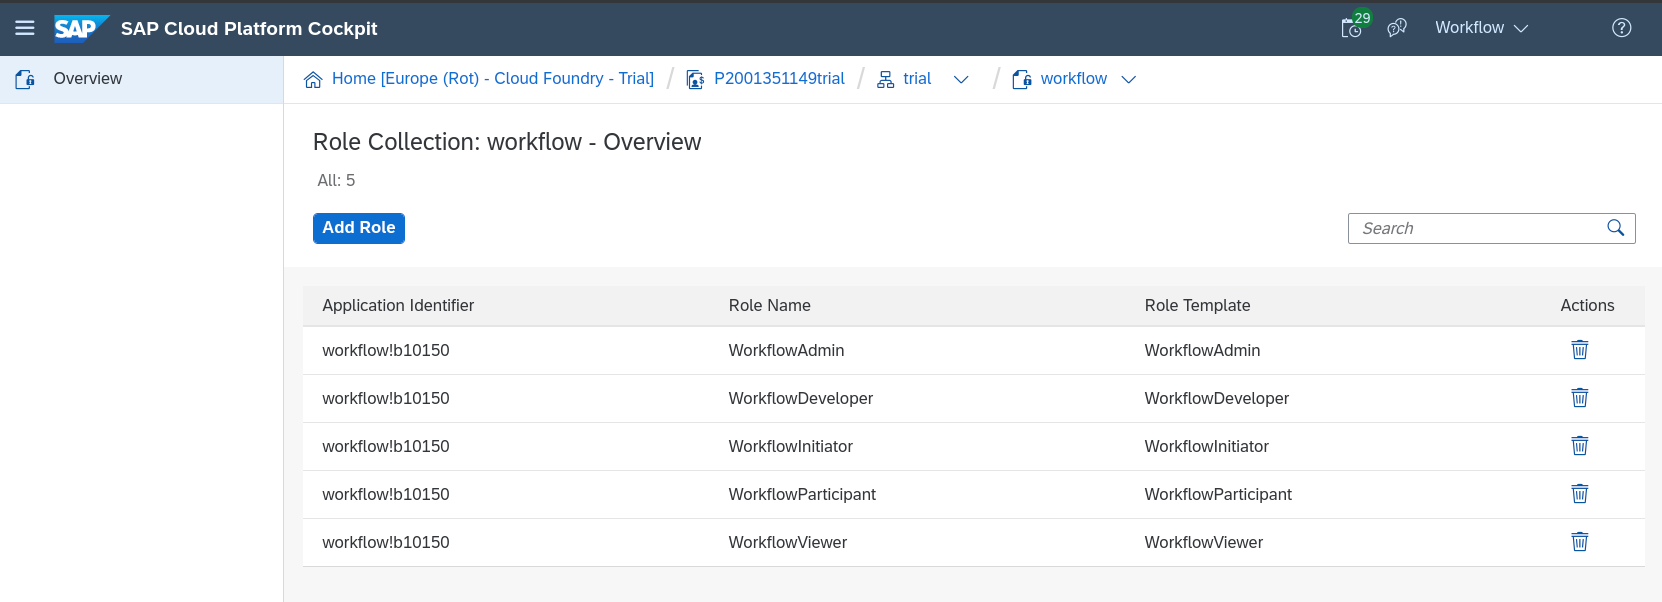 SAP SAP Cloud Platform Cockpit 29 Workflow
Overview
Home [Europe (Rot) - Cloud Foundry - Trial] / P2001351149trial / trial / workflow
Role Collection: workflow - Overview
All: 5
Add Role Search
Application Identifier Role Name Role Template Actions
workflow!b10150 WorkflowAdmin WorkflowAdmin
workflow!b10150 WorkflowDeveloper WorkflowDeveloper
workflow!b10150 WorkflowInitiator WorkflowInitiator
workflow!b10150 WorkflowParticipant WorkflowParticipant
workflow!b10150 WorkflowViewer WorkflowViewer